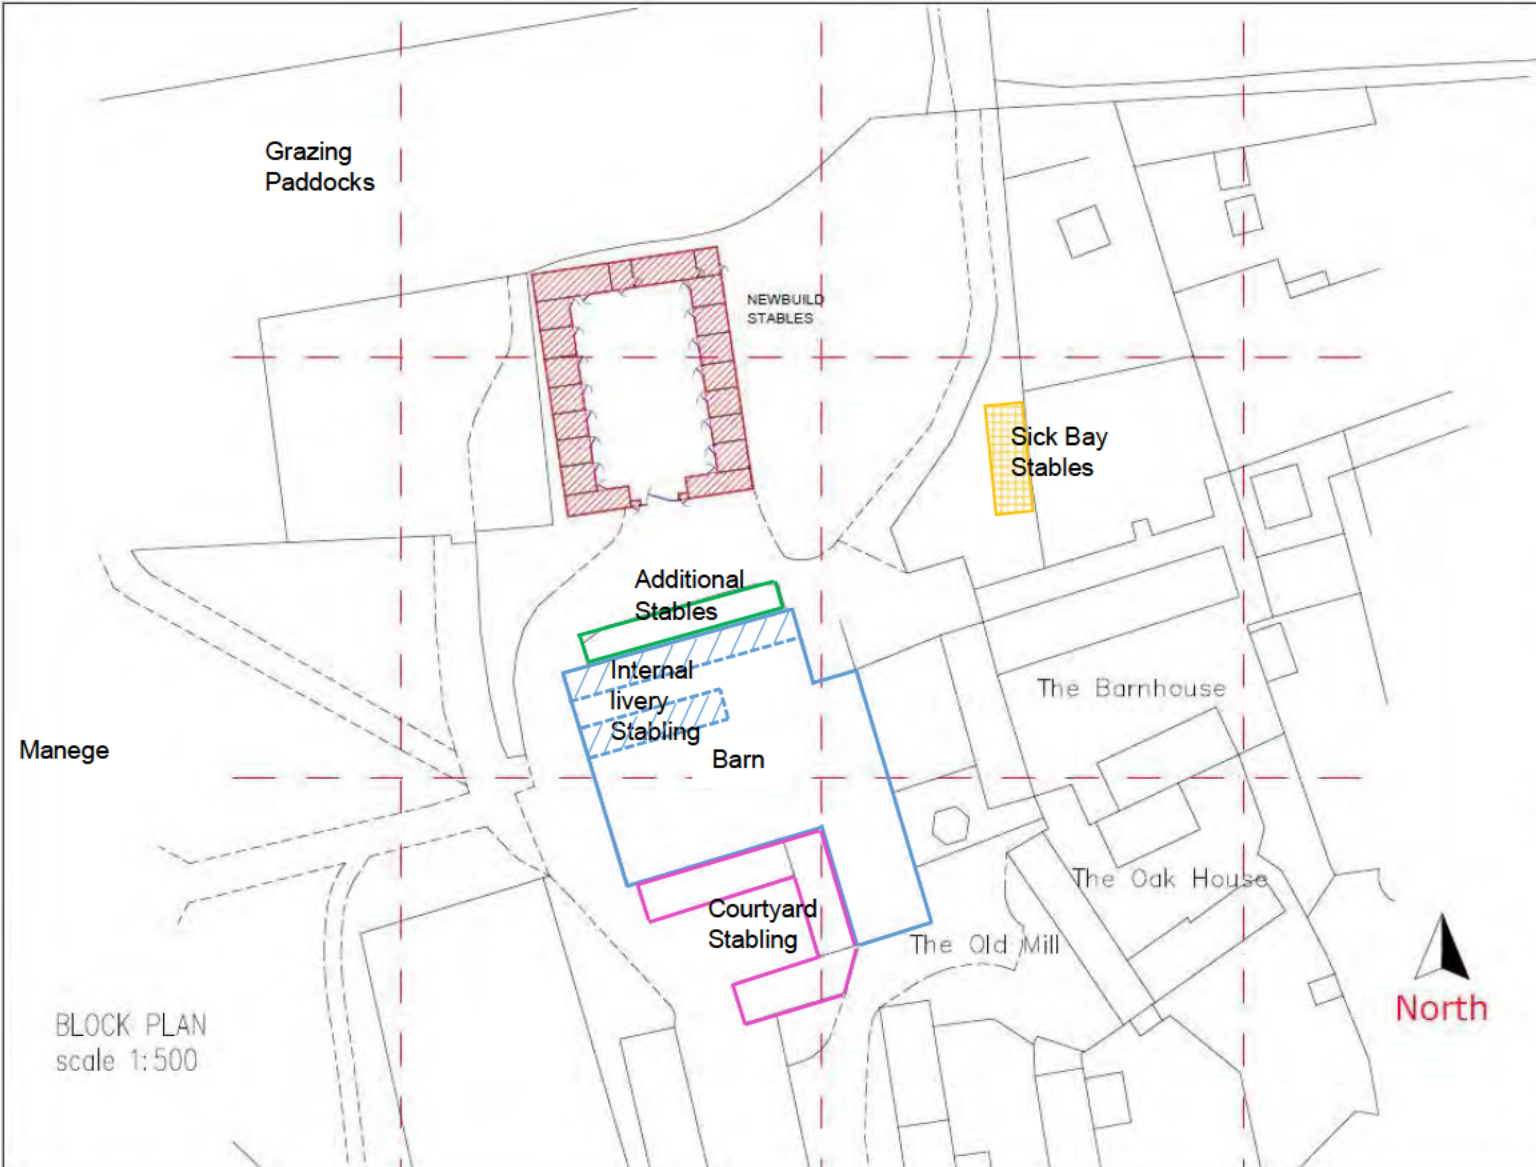 Grazing
Paddocks
NEWBUILD
STABLES
Sick Bay
Stables
Additional
Stables
Internal
livery
Stabling
Barn
The Barnhouse
Manege
The Oak House
Courtyard
Stabling
The Old Mill
North
BLOCK PLAN
scale 1:500